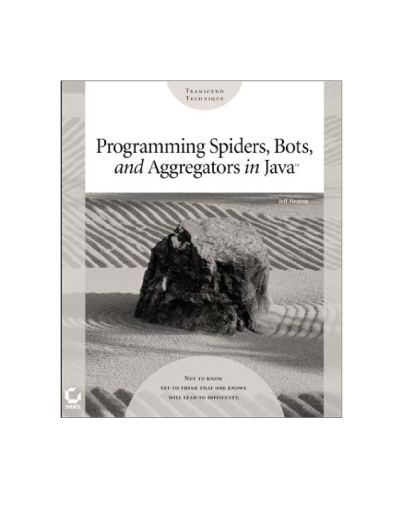 TRANSCEND
TECHNIQUE
Programming Spiders, Bots,
and Aggregators in Java™
Jeff Heaton
NOT TO KNOW
YET TO THINK THAT ONE KNOWS
WILL LEAD TO DIFFICULTY.
SYBEX